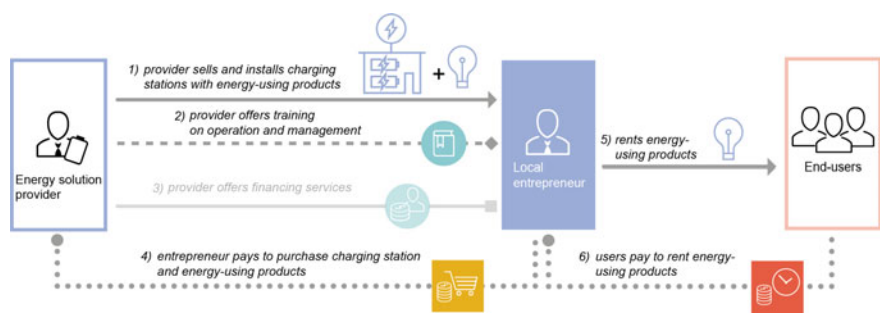 1) provider sells and installs charging
stations with energy-using products
+
2) provider offers training
on operation and management
3) provider offers financing services
Energy solution
provider
Local
entrepreneur
5) rents energy-
using products
End-users
4) entrepreneur pays to purchase charging station
and energy-using products
6) users pay to rent energy-
using products